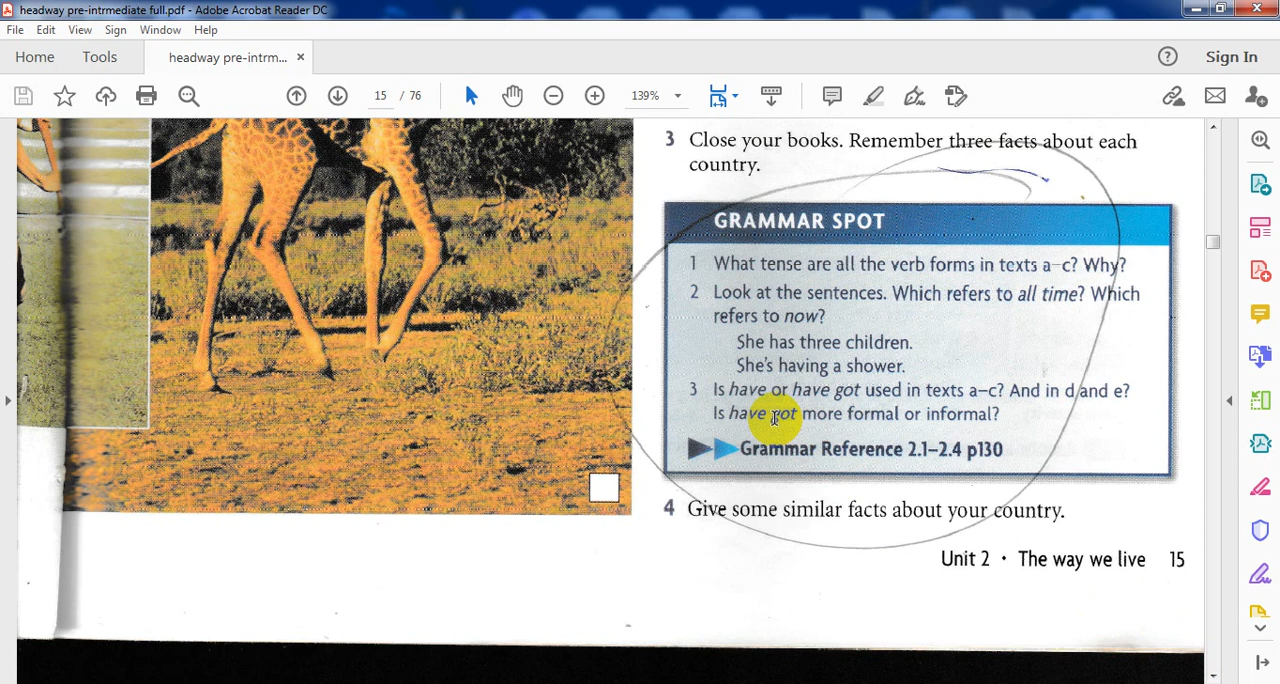 headway pre-intrmediate full.pdf - Adobe Acrobat Reader DC
File Edit View Sign Window Help
Home Tools headway pre-intrm... × ? Sign In
15 / 76 139%
3 Close your books. Remember three facts about each
country.
GRAMMAR SPOT
1 What tense are all the verb forms in texts a–c? Why?
2 Look at the sentences. Which refers to all time? Which
refers to now?
She has three children.
She's having a shower.
3 Is have or have got used in texts a–c? And in d and e?
Is have got more formal or informal?
Grammar Reference 2.1–2.4 p130
4 Give some similar facts about your country.
Unit 2 · The way we live 15